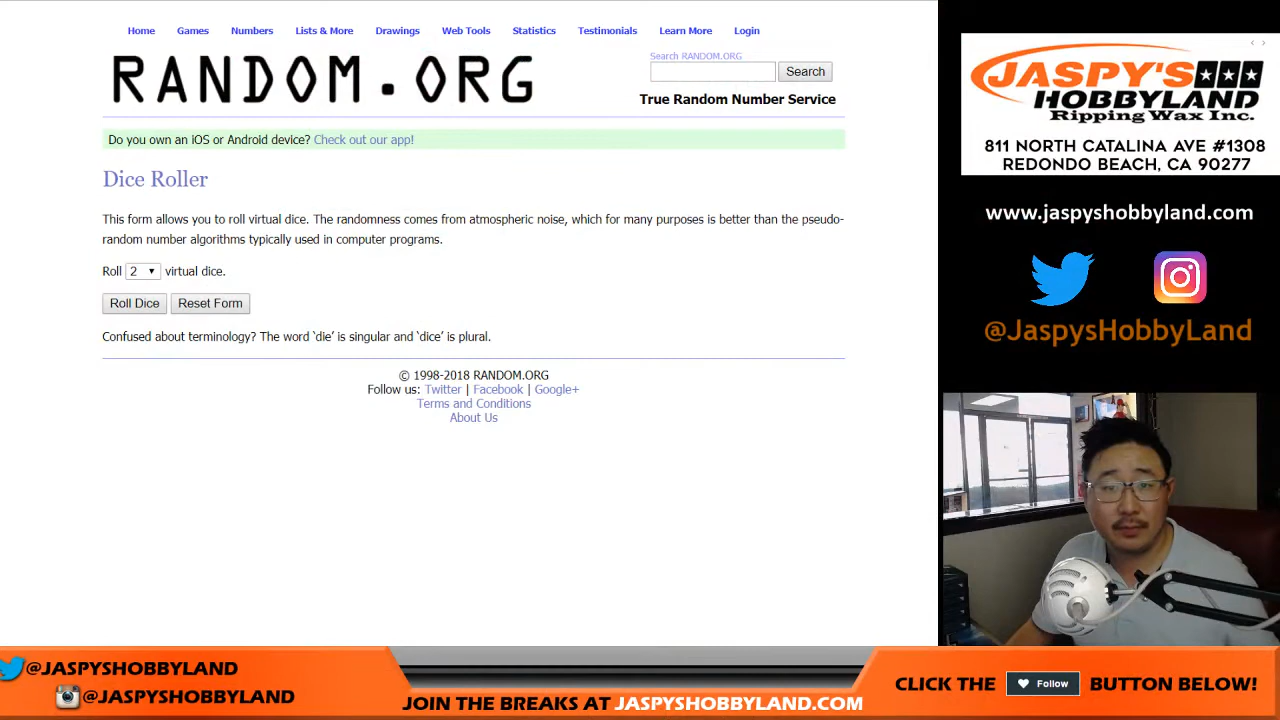 Home Games Numbers Lists & More Drawings Web Tools Statistics Testimonials Learn More Login
RANDOM.ORG
Search RANDOM.ORG
Search
True Random Number Service
Do you own an iOS or Android device? Check out our app!
Dice Roller
This form allows you to roll virtual dice. The randomness comes from atmospheric noise, which for many purposes is better than the pseudo-
random number algorithms typically used in computer programs.
Roll 2 virtual dice.
Roll Dice Reset Form
Confused about terminology? The word ‘die’ is singular and ‘dice’ is plural.
© 1998-2018 RANDOM.ORG
Follow us: Twitter | Facebook | Google+
Terms and Conditions
About Us
JASPY'S
HOBBYLAND
Ripping Wax Inc.
811 NORTH CATALINA AVE #1308
REDONDO BEACH, CA 90277
www.jaspyshobbyland.com
@JaspysHobbyLand
@JASPYSHOBBYLAND
@JASPYSHOBBYLAND
JOIN THE BREAKS AT JASPYSHOBBYLAND.COM
CLICK THE Follow BUTTON BELOW!